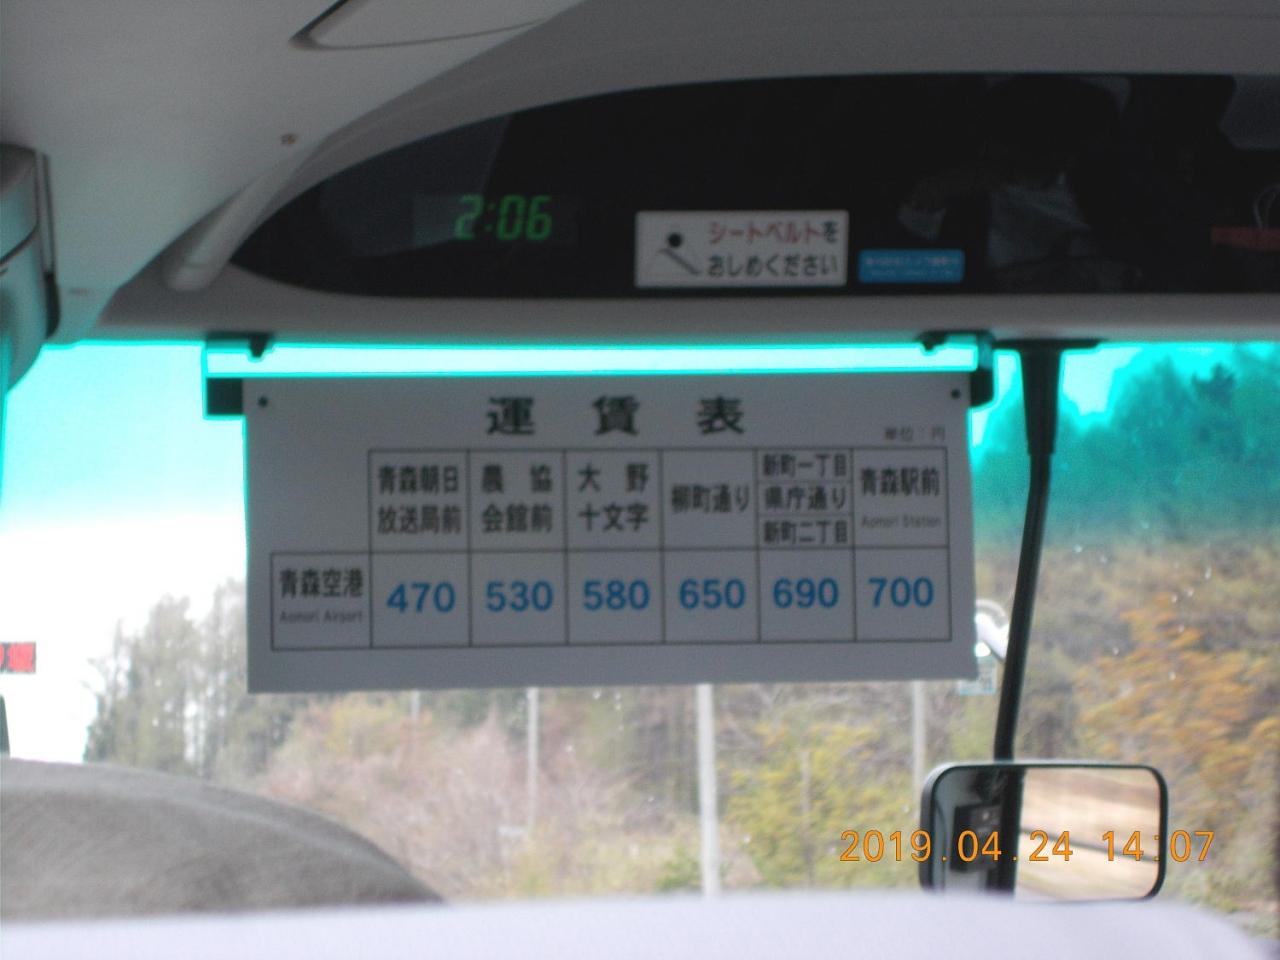 2:06
シートベルトを
おしめください
運賃表
単位：円
青森朝日
放送局前
農協
会館前
大野
十文字
柳町通り
新町一丁目
県庁通り
新町二丁目
青森駅前
Aomori Station
青森空港
Aomori Airport
470
530
580
650
690
700
2019.04.24 14:07